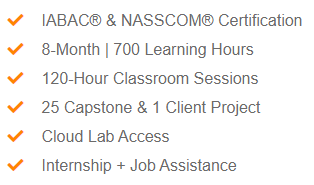 IABAC® & NASSCOM® Certification
8-Month | 700 Learning Hours
120-Hour Classroom Sessions
25 Capstone & 1 Client Project
Cloud Lab Access
Internship + Job Assistance